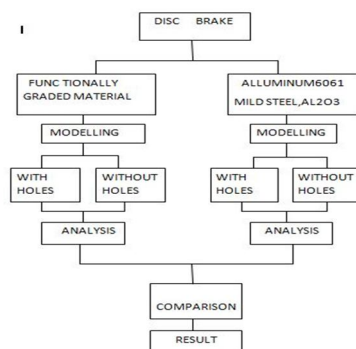 I
DISC BRAKE
FUNC TIONALLY
GRADED MATERIAL
ALLUMINUM6061
MILD STEEL,AL2O3
MODELLING
MODELLING
WITH
HOLES
WITHOUT
HOLES
WITH
HOLES
WITHOUT
HOLES
ANALYSIS
ANALYSIS
COMPARISON
RESULT